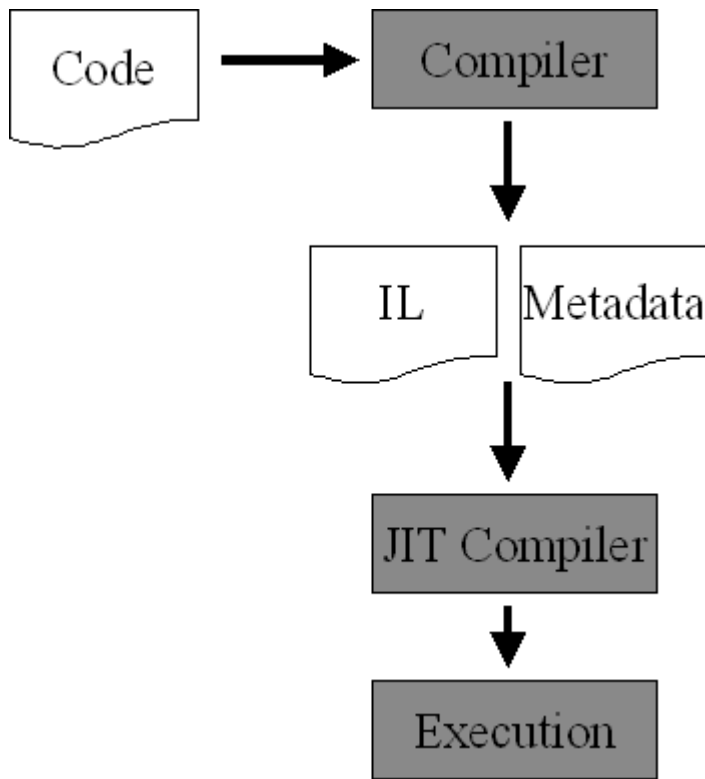 Code
Compiler
IL
Metadata
JIT Compiler
Execution